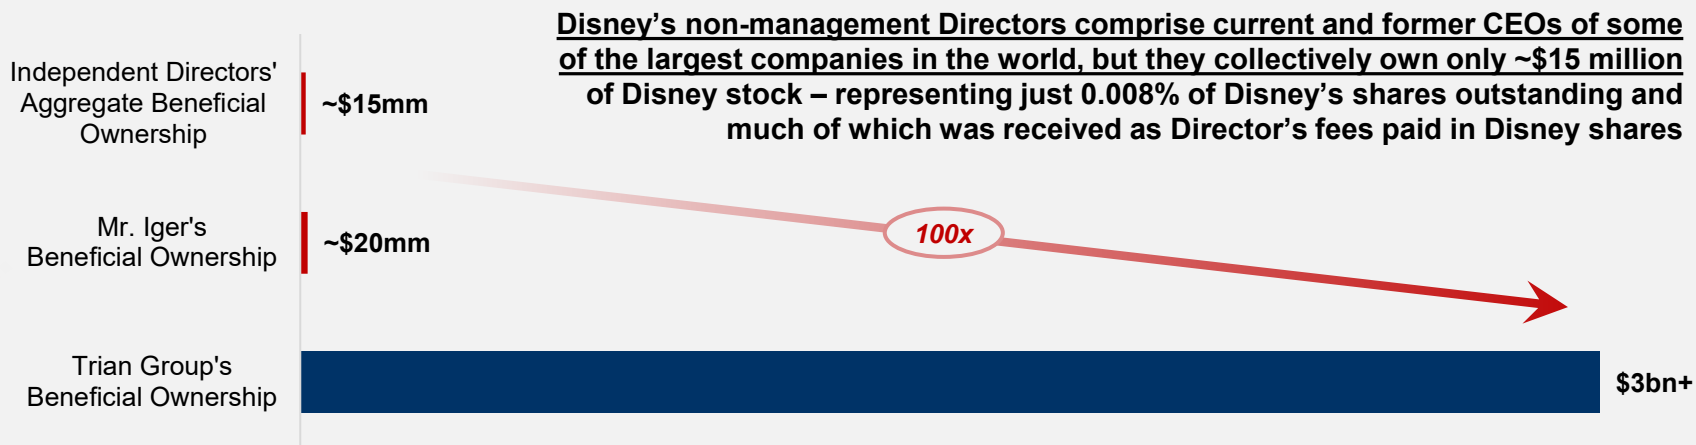 Disney’s non-management Directors comprise current and former CEOs of some
of the largest companies in the world, but they collectively own only ~$15 million
of Disney stock – representing just 0.008% of Disney’s shares outstanding and
much of which was received as Director’s fees paid in Disney shares
Independent Directors'
Aggregate Beneficial
Ownership
~$15mm
Mr. Iger's
Beneficial Ownership
~$20mm
100x
Trian Group's
Beneficial Ownership
$3bn+